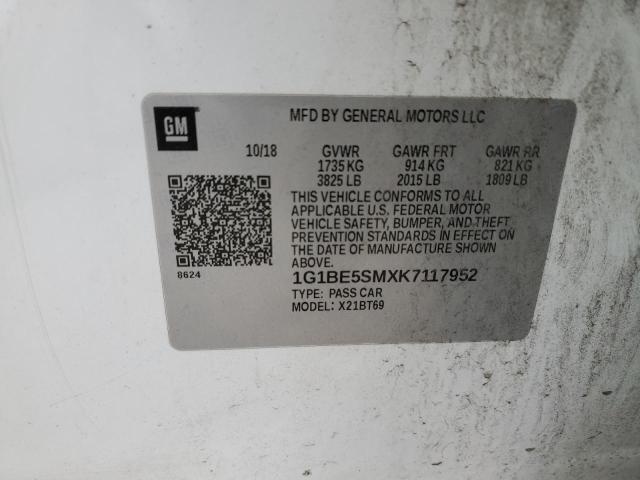 GM
MFD BY GENERAL MOTORS LLC
10/18 GVWR GAWR FRT GAWR RR
1735 KG 914 KG 821 KG
3825 LB 2015 LB 1809 LB
THIS VEHICLE CONFORMS TO ALL
APPLICABLE U.S. FEDERAL MOTOR
VEHICLE SAFETY, BUMPER, AND THEFT
PREVENTION STANDARDS IN EFFECT ON
THE DATE OF MANUFACTURE SHOWN
ABOVE.
8624
1G1BE5SMXK7117952
TYPE: PASS CAR
MODEL: X21BT69